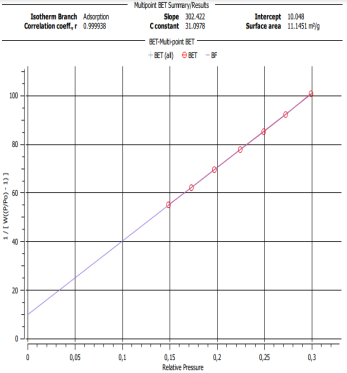 Multipoint BET Summary/Results
Isotherm Branch Adsorption Slope 302.422 Intercept 10.048
Correlation coeff., r 0.999938 C constant 31.0978 Surface area 11.1451 m²/g
BET-Multi-point BET
BET (all) BET BF
1 / [ W((P/Po) - 1) ]
100
80
60
40
20
0
0 0,05 0,1 0,15 0,2 0,25 0,3
Relative Pressure